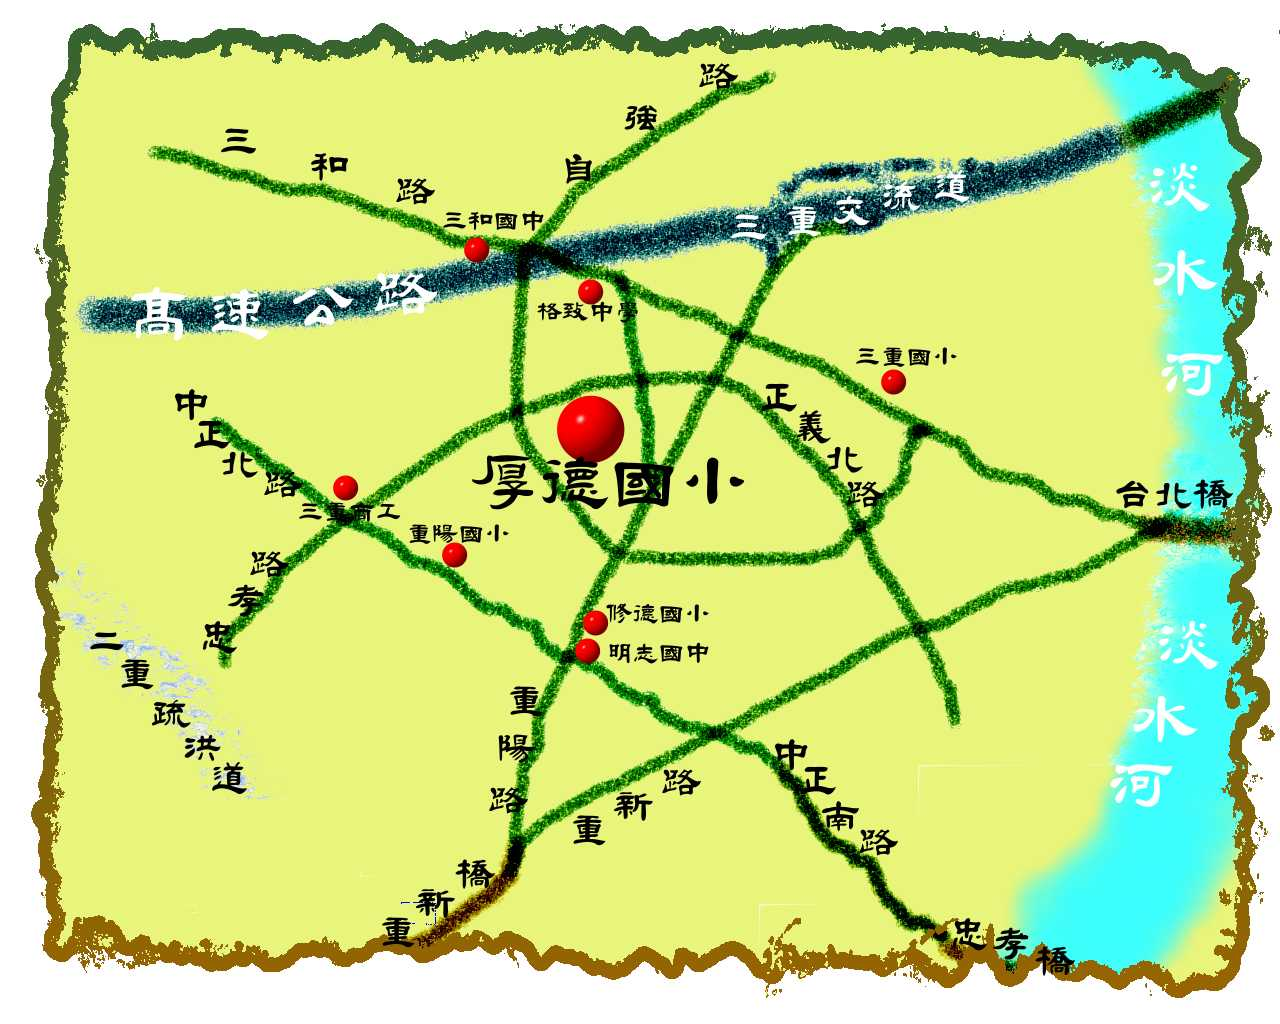 三和路
自強路
三和國中
高速公路
三重交流道
淡水河
格致中學
三重國小
中正北路
正義北路
厚德國小
三重商工
重陽國小
台北橋
忠孝路
修德國小
明志國中
二重疏洪道
淡水河
重陽路
重新路
中正南路
重新橋
忠孝橋